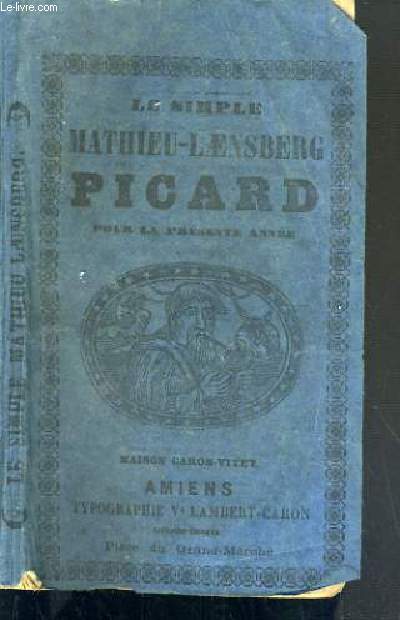 Le-livre.com
LE SIMPLE
MATHIEU-LÆNSBERG
PICARD
POUR LA PRÉSENTE ANNÉE
MAISON CARON-VITET
AMIENS
TYPOGRAPHIE Vᵉ LAMBERT-CARON
Place du Grand-Marché
LE SIMPLE MATHIEU LAENSBERG.